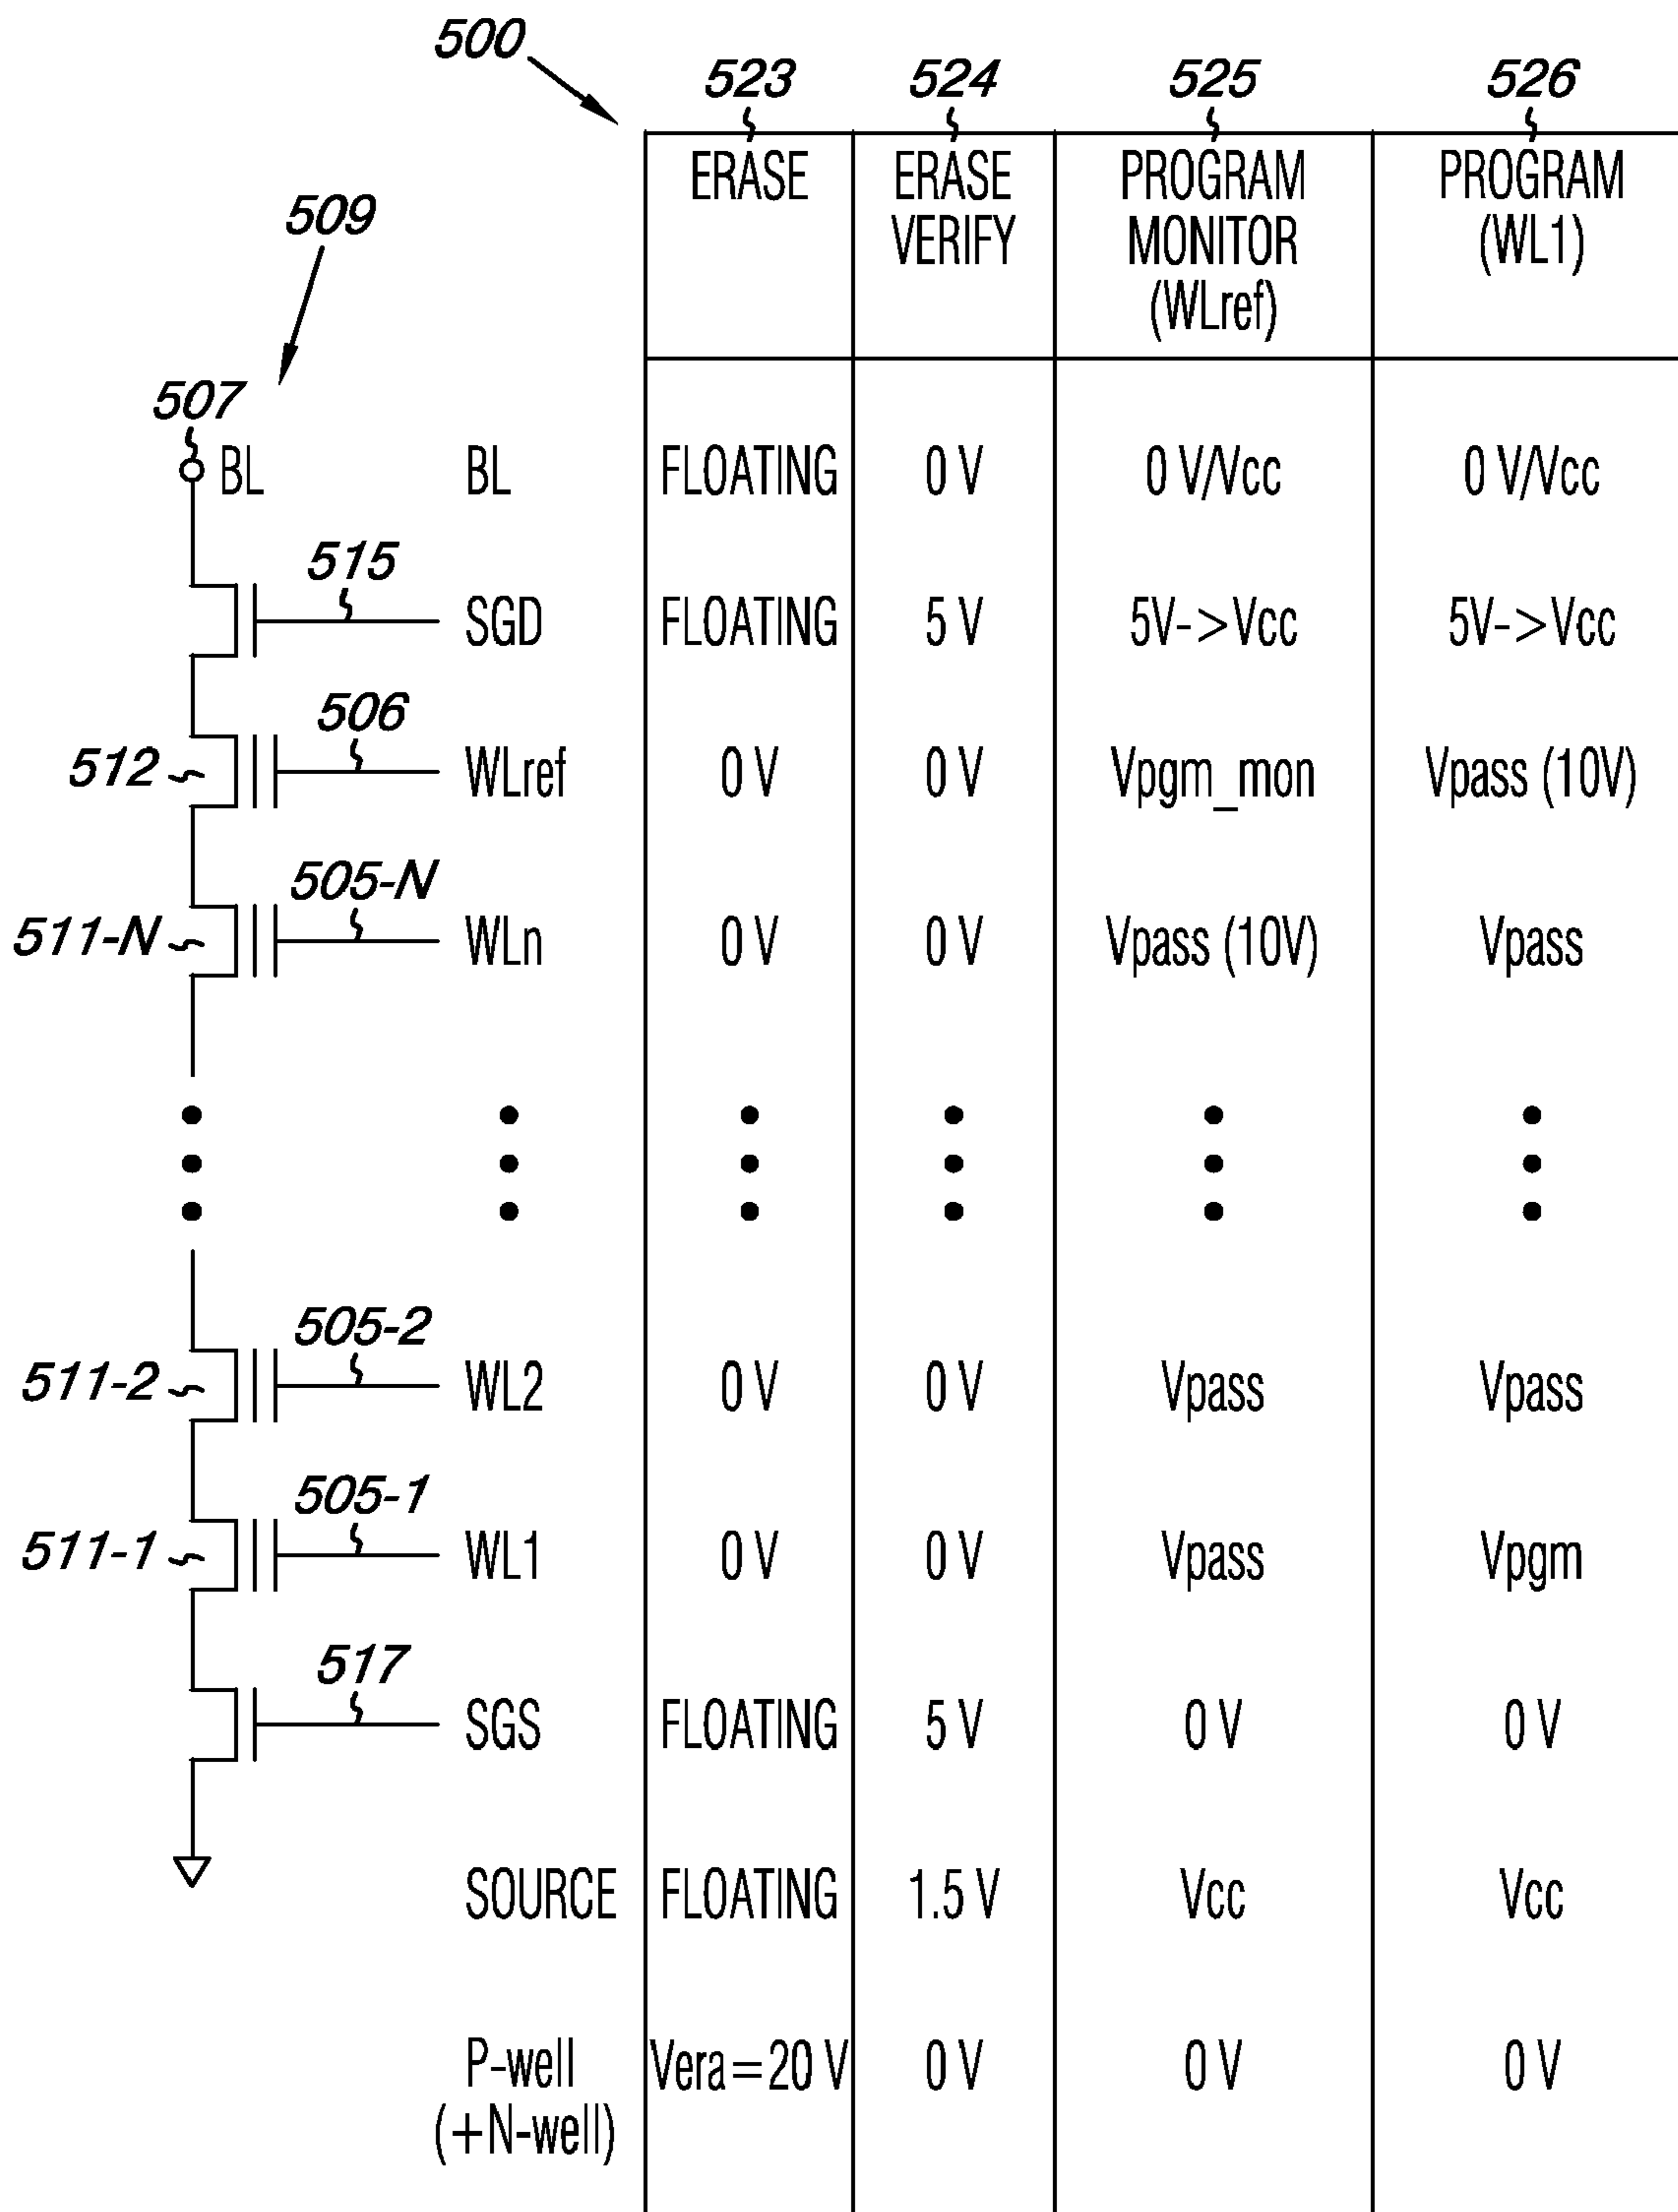 500
523 524 525 526
ERASE ERASE PROGRAM PROGRAM
VERIFY MONITOR (WL1)
(WLref)
509
507
BL BL FLOATING 0 V 0 V/Vcc 0 V/Vcc
515
SGD FLOATING 5 V 5V->Vcc 5V->Vcc
506
512 WLref 0 V 0 V Vpgm_mon Vpass (10V)
505-N
511-N WLn 0 V 0 V Vpass (10V) Vpass
505-2
511-2 WL2 0 V 0 V Vpass Vpass
505-1
511-1 WL1 0 V 0 V Vpass Vpgm
517
SGS FLOATING 5 V 0 V 0 V
SOURCE FLOATING 1.5 V Vcc Vcc
P-well Vera=20 V 0 V 0 V 0 V
(+N-well)